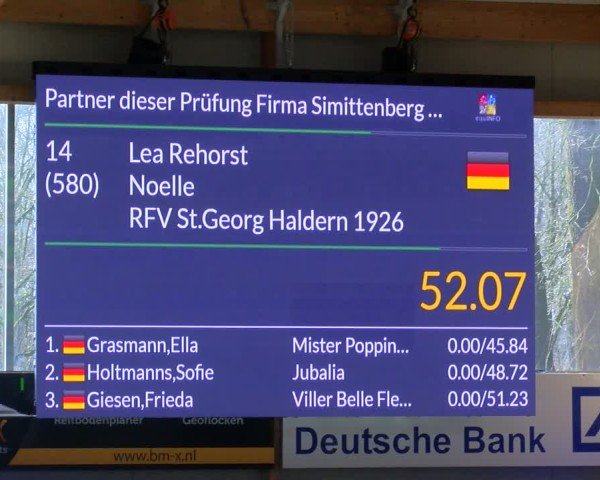 Partner dieser Prüfung Firma Simittenberg ...
equiINFO
14 Lea Rehorst
(580) Noelle
RFV St.Georg Haldern 1926
52.07
1. Grasmann,Ella Mister Poppin... 0.00/45.84
2. Holtmanns,Sofie Jubalia 0.00/48.72
3. Giesen,Frieda Viller Belle Fle... 0.00/51.23
Reitbodenplaner Geoflocken
www.bm-x.nl
Deutsche Bank